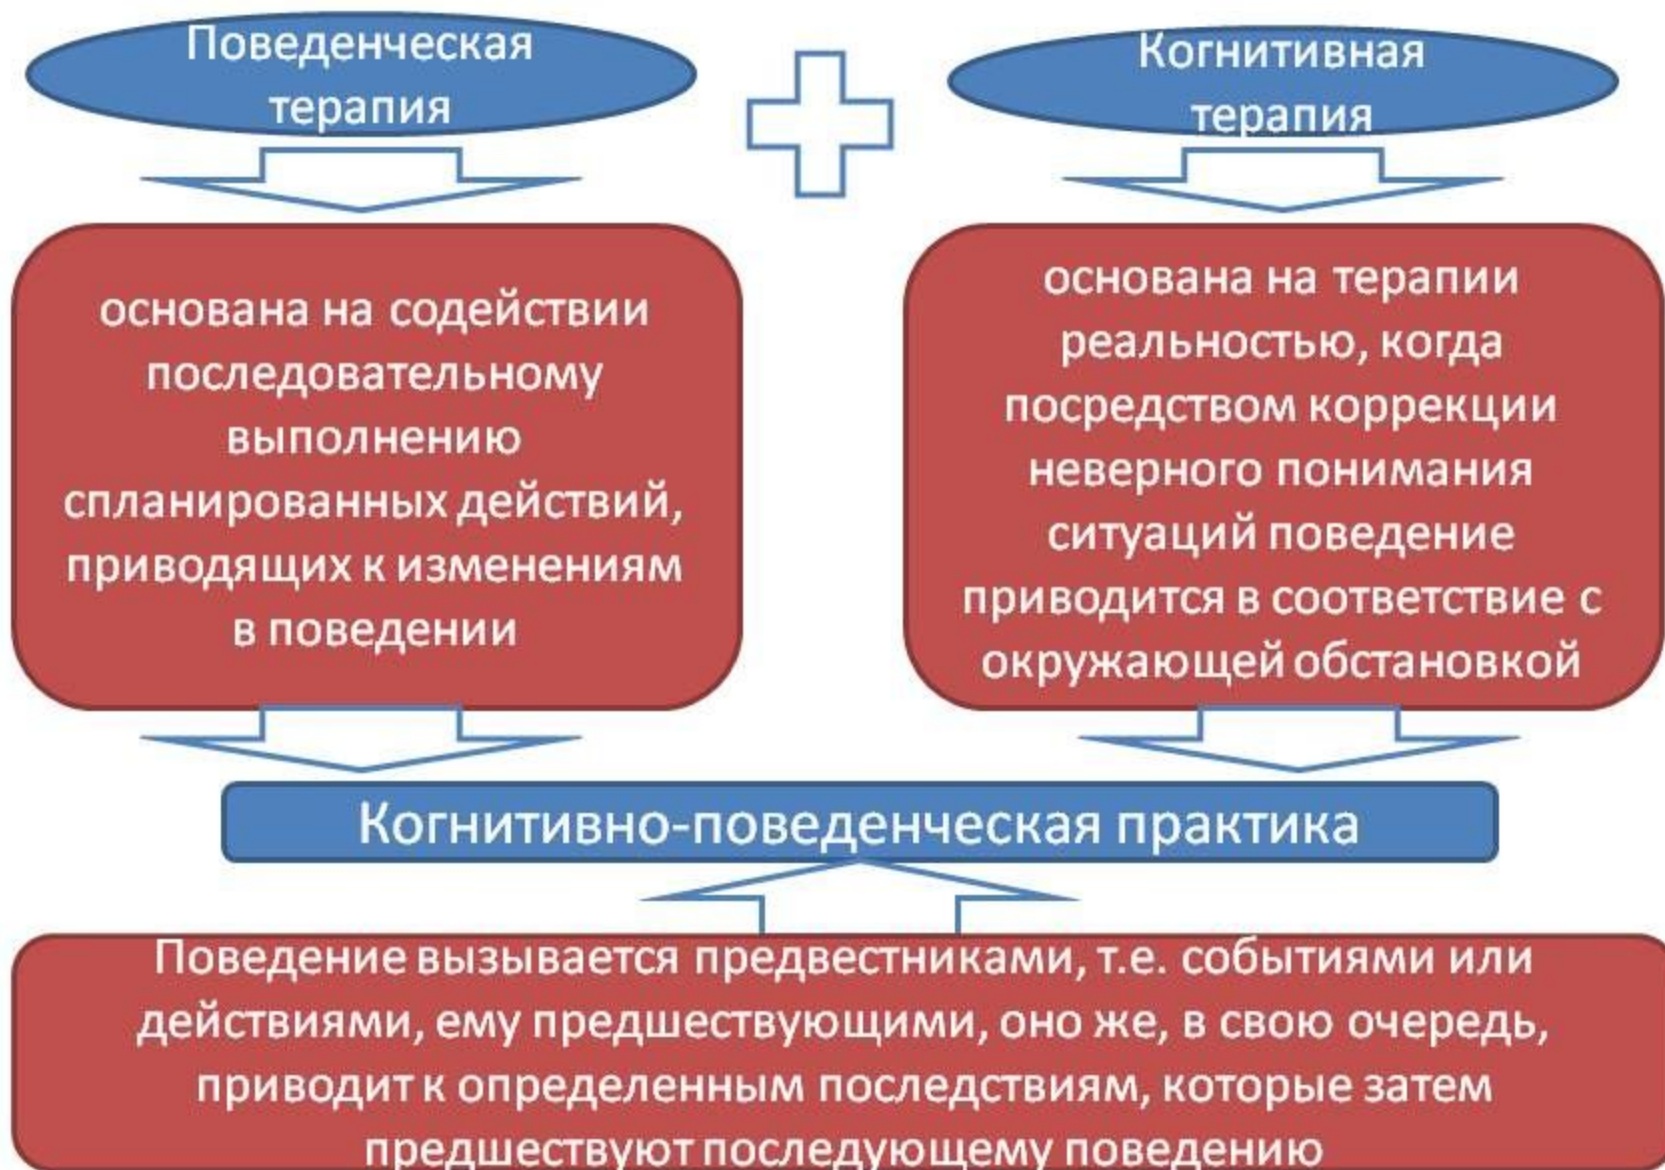 Поведенческая
терапия
Когнитивная
терапия
основана на содействии
последовательному
выполнению
спланированных действий,
приводящих к изменениям
в поведении
основана на терапии
реальностью, когда
посредством коррекции
неверного понимания
ситуаций поведение
приводится в соответствие с
окружающей обстановкой
Когнитивно-поведенческая практика
Поведение вызывается предвестниками, т.е. событиями или
действиями, ему предшествующими, оно же, в свою очередь,
приводит к определенным последствиям, которые затем
предшествуют последующему поведению